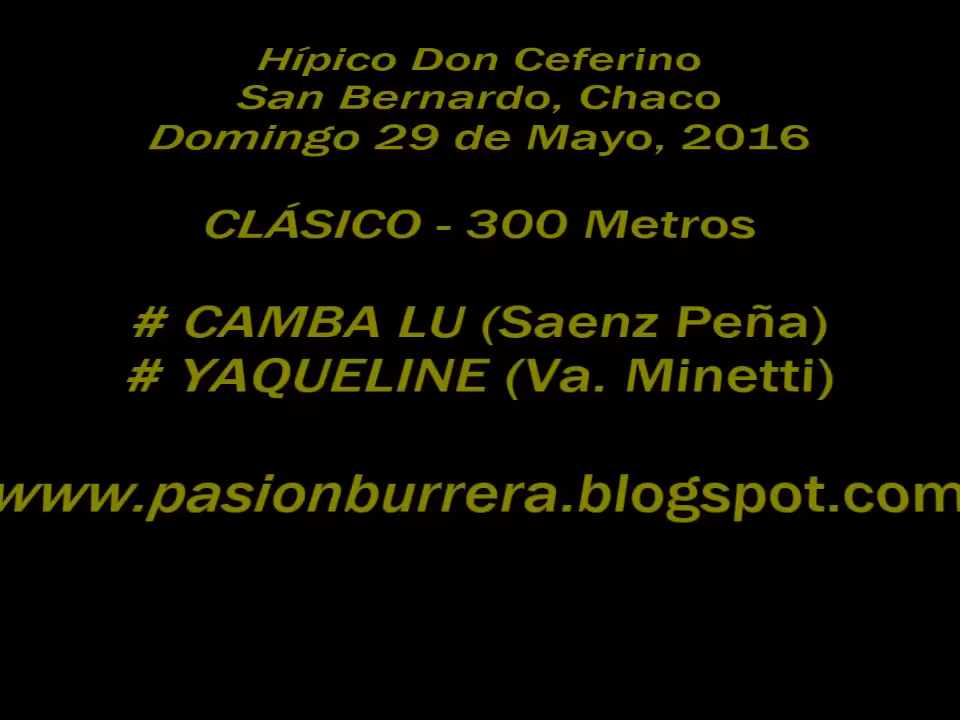 Hípico Don Ceferino
San Bernardo, Chaco
Domingo 29 de Mayo, 2016
CLÁSICO - 300 Metros
# CAMBA LU (Saenz Peña)
# YAQUELINE (Va. Minetti)
www.pasionburrera.blogspot.com